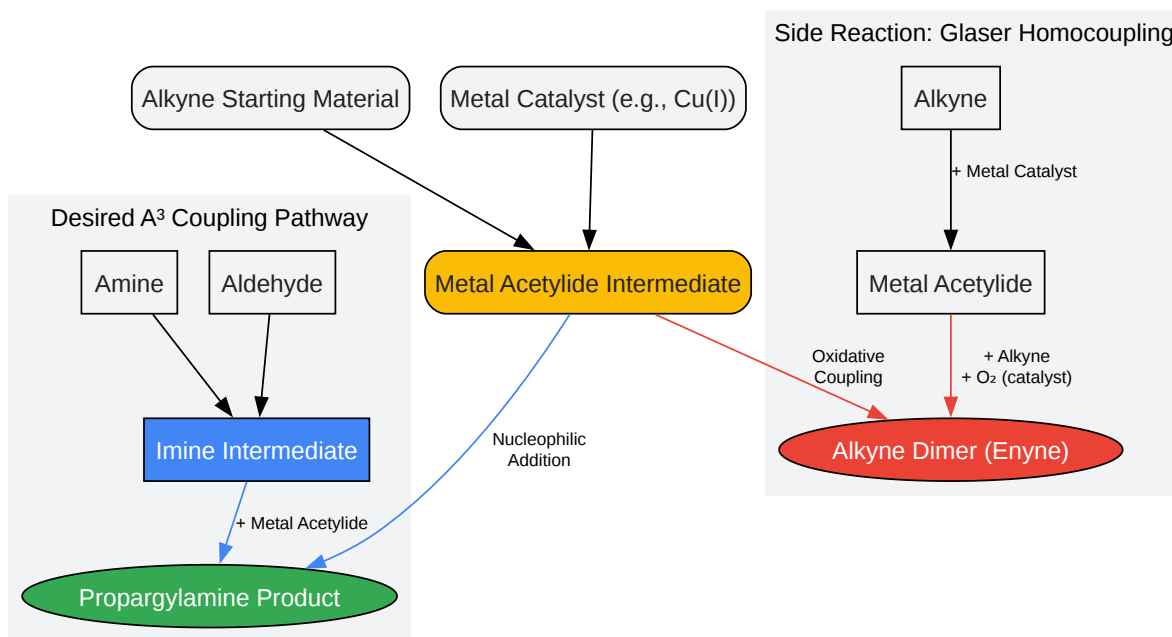 Side Reaction: Glaser Homocoupling
Alkyne Starting Material
Metal Catalyst (e.g., Cu(I))
Alkyne
+ Metal Catalyst
Desired A³ Coupling Pathway
Amine
Aldehyde
Metal Acetylide Intermediate
Metal Acetylide
Oxidative
Coupling
+ Alkyne
+ O₂ (catalyst)
Imine Intermediate
Nucleophilic
Addition
Alkyne Dimer (Enyne)
+ Metal Acetylide
Propargylamine Product